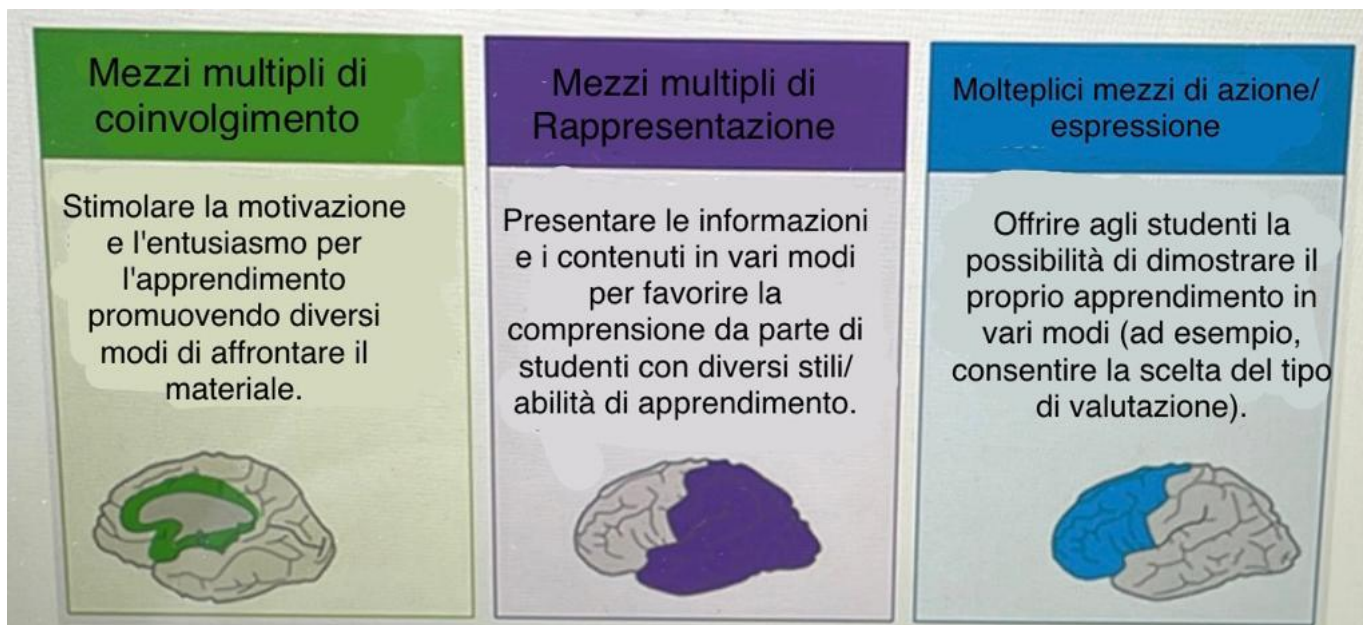 Mezzi multipli di
coinvolgimento
Stimolare la motivazione
e l'entusiasmo per
l'apprendimento
promuovendo diversi
modi di affrontare il
materiale.
Mezzi multipli di
Rappresentazione
Presentare le informazioni
e i contenuti in vari modi
per favorire la
comprensione da parte di
studenti con diversi stili/
abilità di apprendimento.
Molteplici mezzi di azione/
espressione
Offrire agli studenti la
possibilità di dimostrare il
proprio apprendimento in
vari modi (ad esempio,
consentire la scelta del tipo
di valutazione).